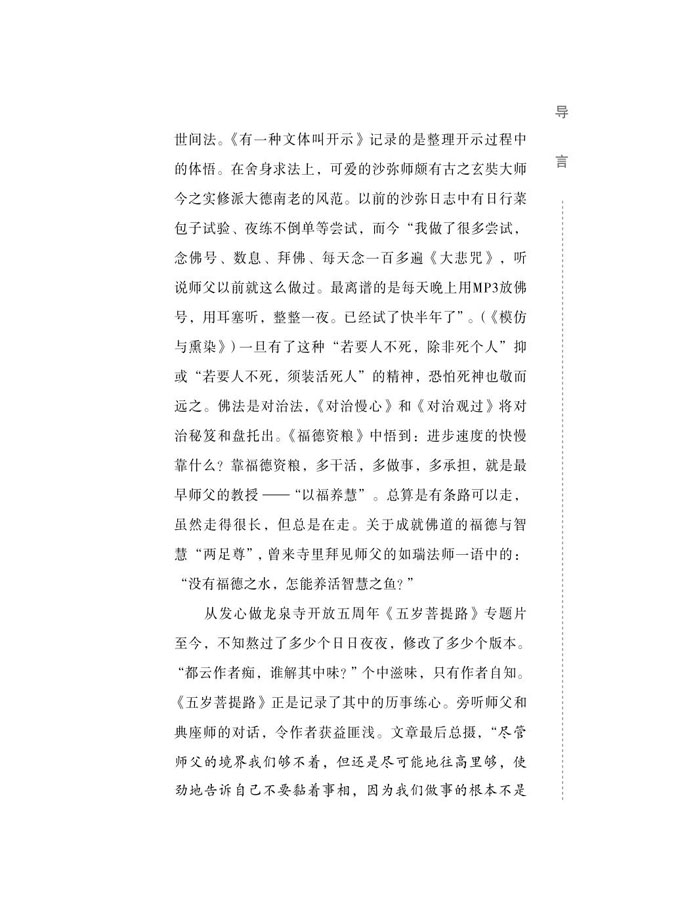 导
言
世间法。《有一种文体叫开示》记录的是整理开示过程中
的体悟。在舍身求法上，可爱的沙弥师颇有古之玄奘大师
今之实修派大德南老的风范。以前的沙弥日志中有日行菜
包子试验、夜练不倒单等尝试，而今“我做了很多尝试，
念佛号、数息、拜佛、每天念一百多遍《大悲咒》，听
说师父以前就这么做过。最离谱的是每天晚上用MP3放佛
号，用耳塞听，整整一夜。已经试了快半年了”。（《模仿
与熏染》）一旦有了这种“若要人不死，除非死个人”抑
或“若要人不死，须装活死人”的精神，恐怕死神也敬而
远之。佛法是对治法，《对治慢心》和《对治观过》将对
治秘笈和盘托出。《福德资粮》中悟到：进步速度的快慢
靠什么？靠福德资粮，多干活，多做事，多承担，就是最
早师父的教授——“以福养慧”。总算是有条路可以走，
虽然走得很长，但总是在走。关于成就佛道的福德与智
慧“两足尊”，曾来寺里拜见师父的如瑞法师一语中的：
“没有福德之水，怎能养活智慧之鱼？”
从发心做龙泉寺开放五周年《五岁菩提路》专题片
至今，不知熬过了多少个日日夜夜，修改了多少个版本。
“都云作者痴，谁解其中味？”个中滋味，只有作者自知。
《五岁菩提路》正是记录了其中的历事练心。旁听师父和
典座师的对话，令作者获益匪浅。文章最后总摄，“尽管
师父的境界我们够不着，但还是尽可能地往高里够，使
劲地告诉自己不要黏着事相，因为我们做事的根本不是